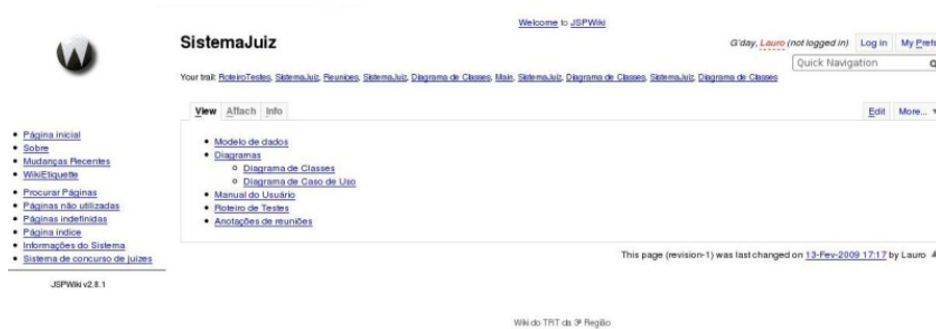 Welcome to JSPWiki
SistemaJuiz
G'day, Lauro (not logged in) Log in My Prefs
Quick Navigation
Your trail: RoteiroTestes, SistemaJuiz, Reunioes, SistemaJuiz, Diagrama de Classes, Main, SistemaJuiz, Diagrama de Classes, SistemaJuiz, Diagrama de Classes
View Attach Info Edit More...
Página inicial
Sobre
Mudanças Recentes
WikiEtiquette
Procurar Páginas
Páginas não utilizadas
Páginas indefinidas
Página índice
Informações do Sistema
Sistema de concurso de juízes
JSPWiki v2.8.1
Modelo de dados
Diagramas
Diagrama de Classes
Diagrama de Caso de Uso
Manual do Usuário
Roteiro de Testes
Anotações de reuniões
This page (revision-1) was last changed on 13-Fev-2009 17:17 by Lauro
Wiki do TRT da 3ª Região